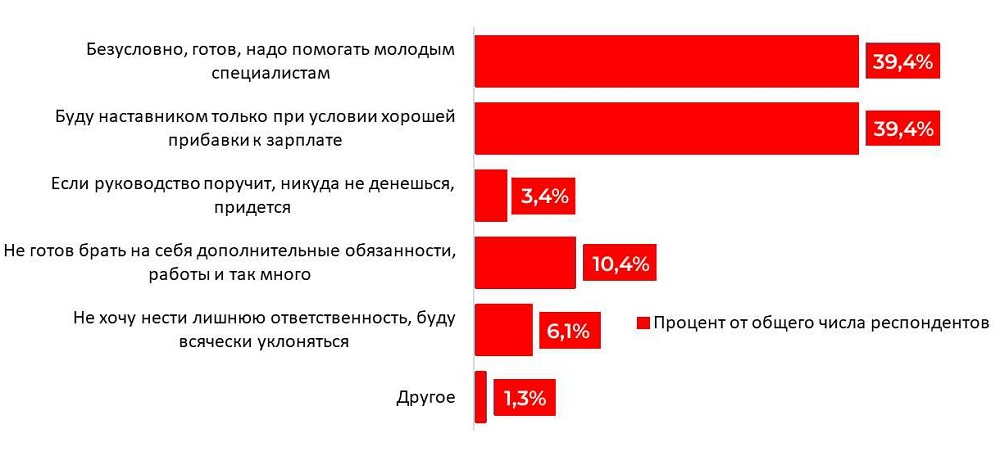 Безусловно, готов, надо помогать молодым
специалистам
39,4%
Буду наставником только при условии хорошей
прибавки к зарплате
39,4%
Если руководство поручит, никуда не денешься,
придется
3,4%
Не готов брать на себя дополнительные обязанности,
работы и так много
10,4%
Не хочу нести лишнюю ответственность, буду
всячески уклоняться
6,1%
Процент от общего числа респондентов
Другое
1,3%